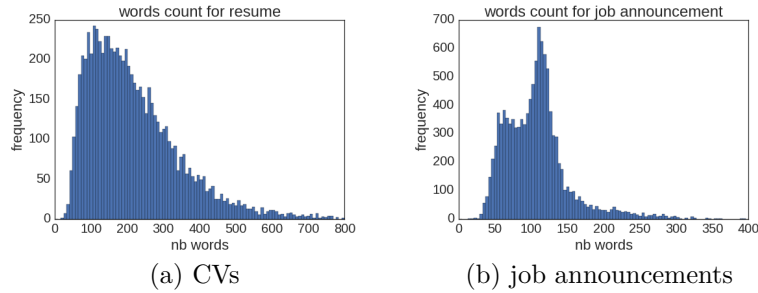 words count for resume
250
200
150
100
50
0
frequency
100 200 300 400 500 600 700 800
nb words
(a) CVs
words count for job announcement
700
600
500
400
300
200
100
0
frequency
0 50 100 150 200 250 300 350 400
nb words
(b) job announcements